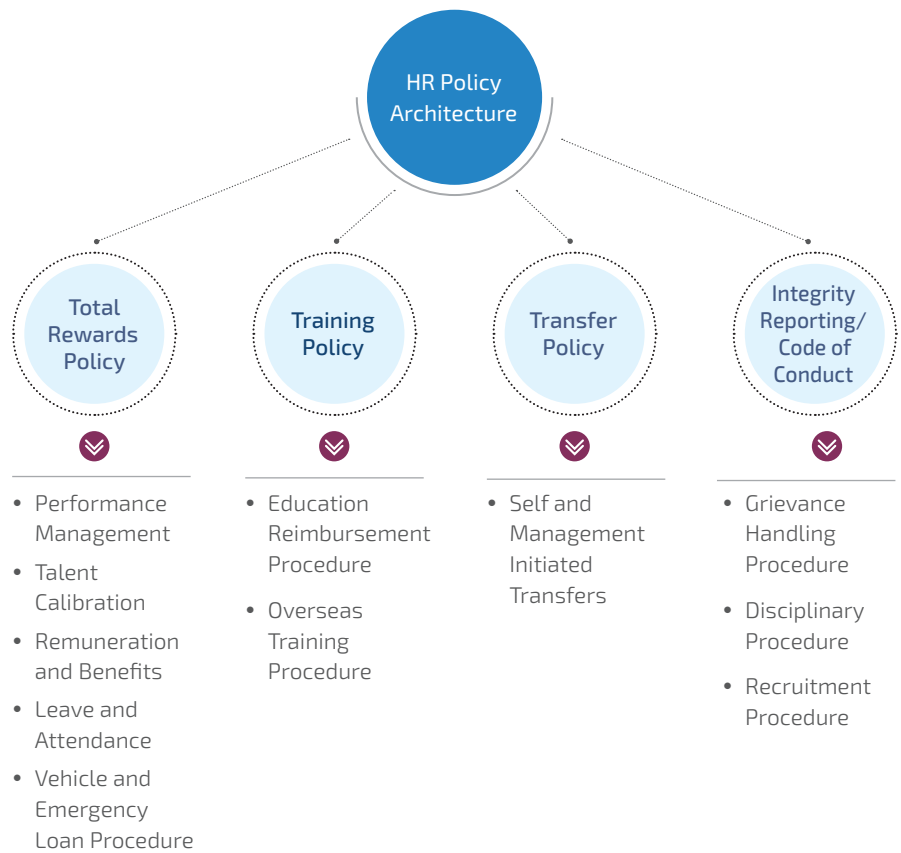 HR Policy
Architecture
Total
Rewards
Policy
Training
Policy
Transfer
Policy
Integrity
Reporting/
Code of
Conduct
• Performance
Management
• Talent
Calibration
• Remuneration
and Benefits
• Leave and
Attendance
• Vehicle and
Emergency
Loan Procedure
• Education
Reimbursement
Procedure
• Overseas
Training
Procedure
• Self and
Management
Initiated
Transfers
• Grievance
Handling
Procedure
• Disciplinary
Procedure
• Recruitment
Procedure